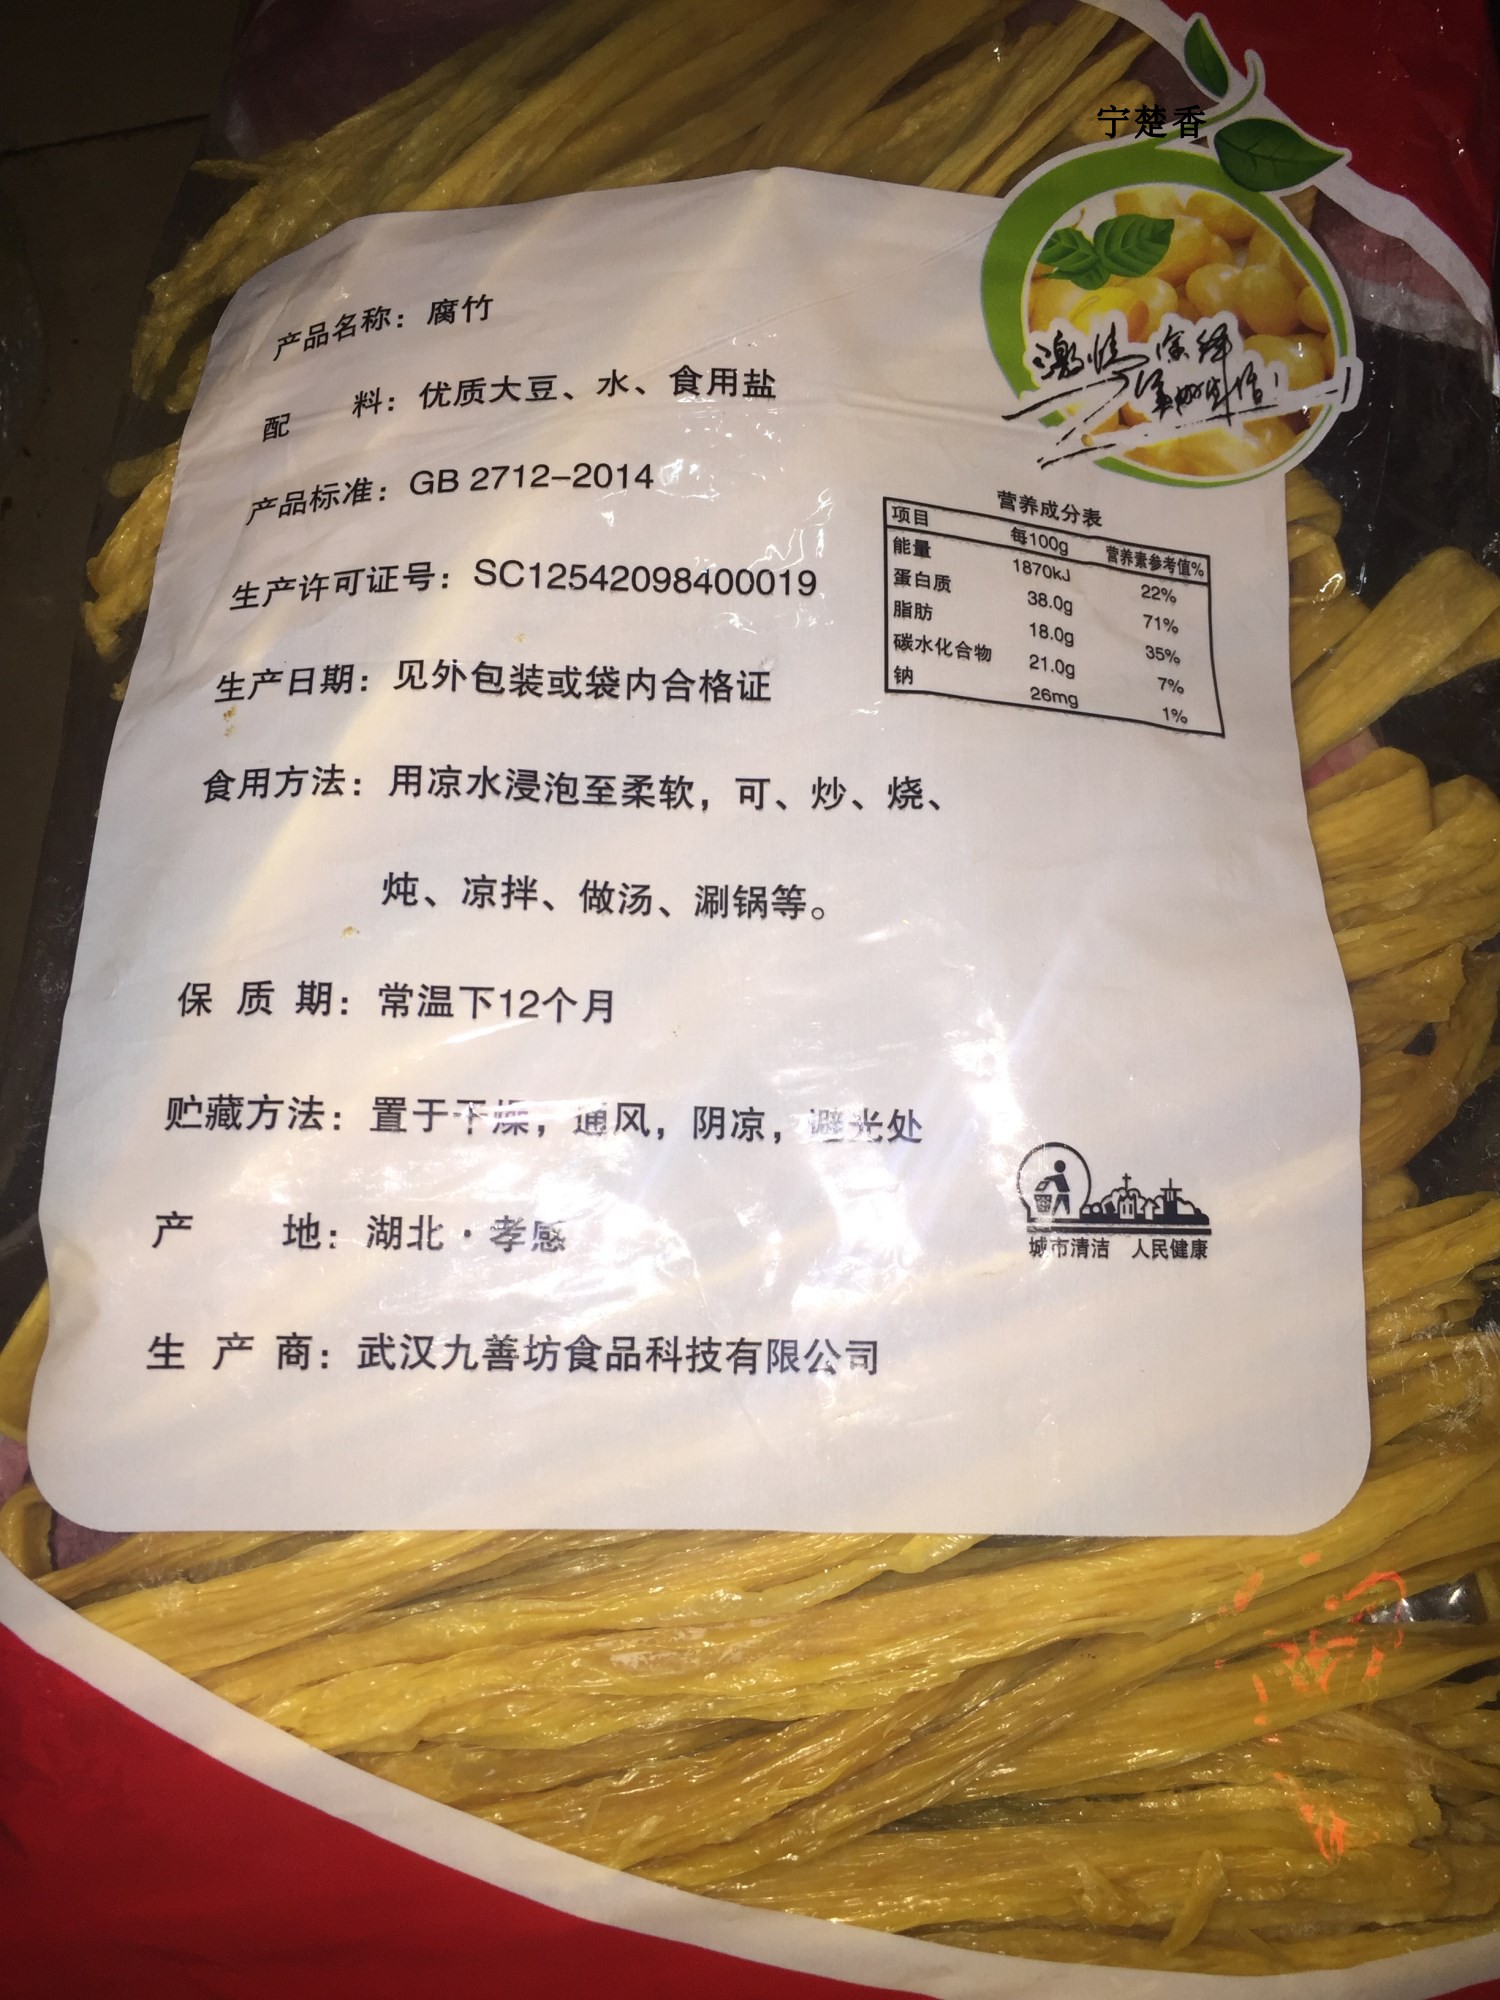 宁楚香
产品名称：腐竹
配 料：优质大豆、水、食用盐
产品标准：GB 2712-2014
生产许可证号：SC12542098400019
生产日期：见外包装或袋内合格证
食用方法：用凉水浸泡至柔软，可、炒、烧、
炖、凉拌、做汤、涮锅等。
保 质 期：常温下12个月
贮藏方法：置于干燥，通风，阴凉，避光处
产 地：湖北·孝感
生 产 商：武汉九善坊食品科技有限公司
营养成分表
项目 每100g 营养素参考值%
能量 1870kJ 22%
蛋白质 38.0g 71%
脂肪 18.0g 35%
碳水化合物 21.0g 7%
钠 26mg 1%
城市清洁 人民健康